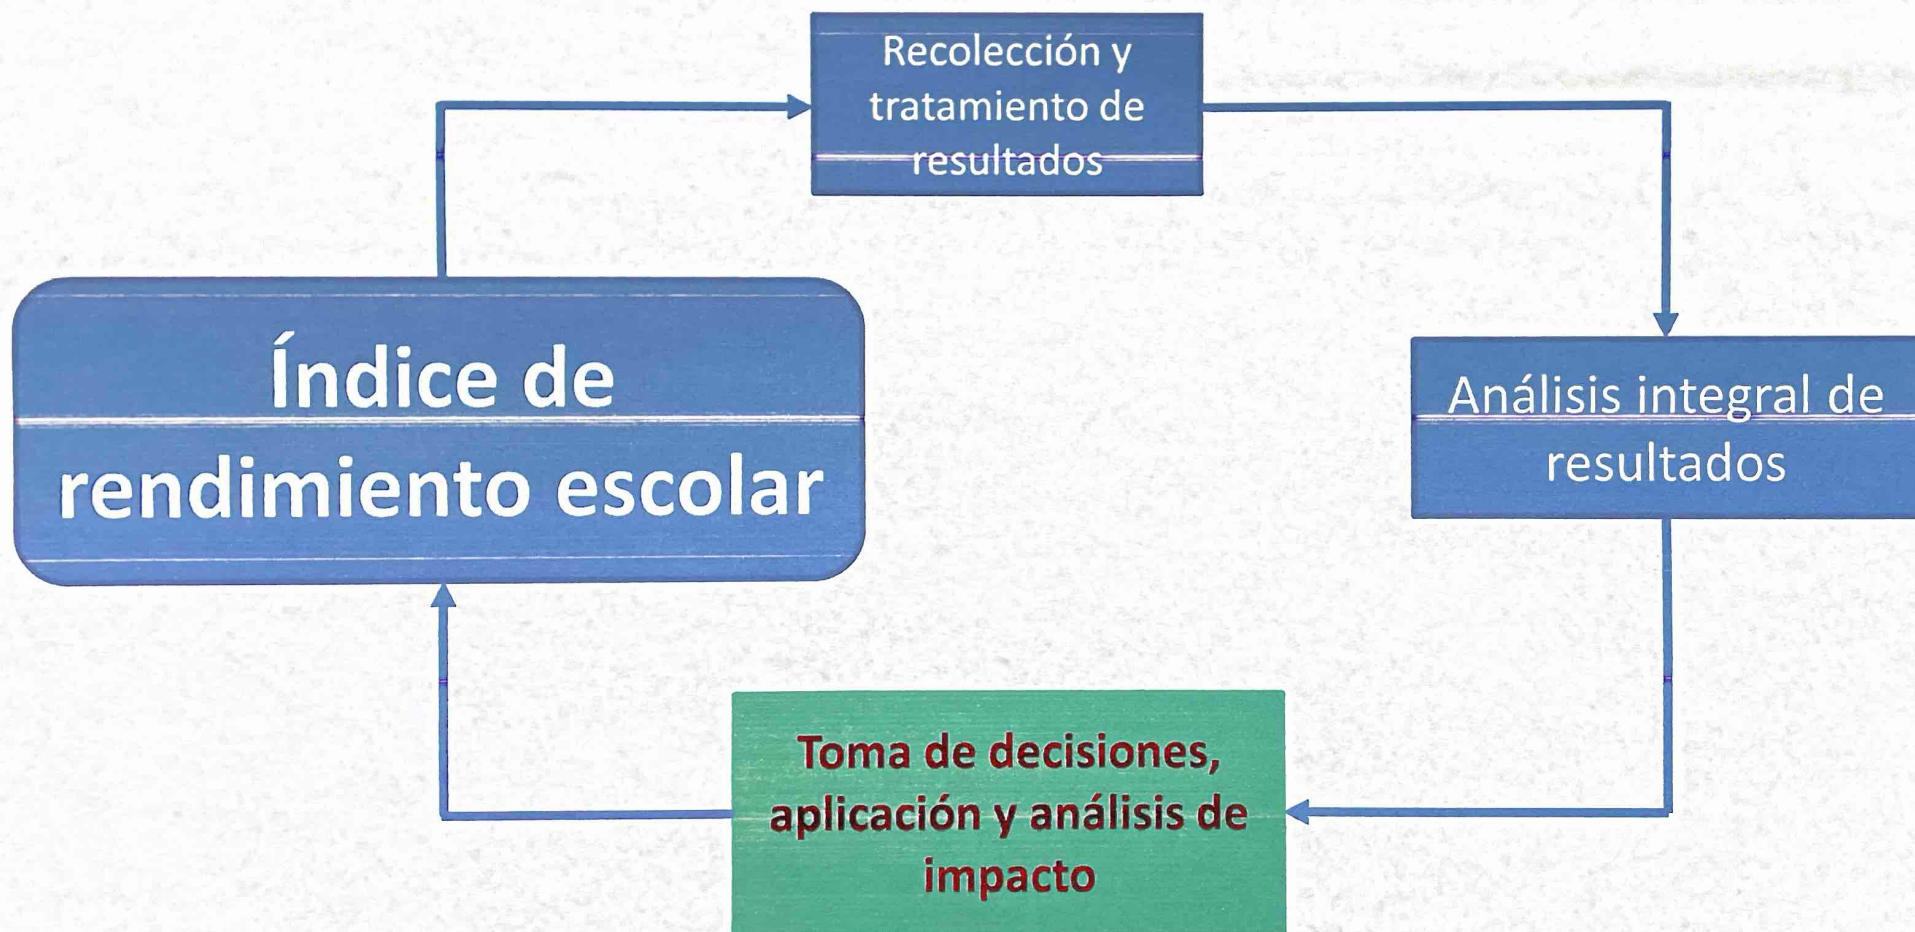 Recolección y
tratamiento de
resultados
Índice de
rendimiento escolar
Análisis integral de
resultados
Toma de decisiones,
aplicación y análisis de
impacto